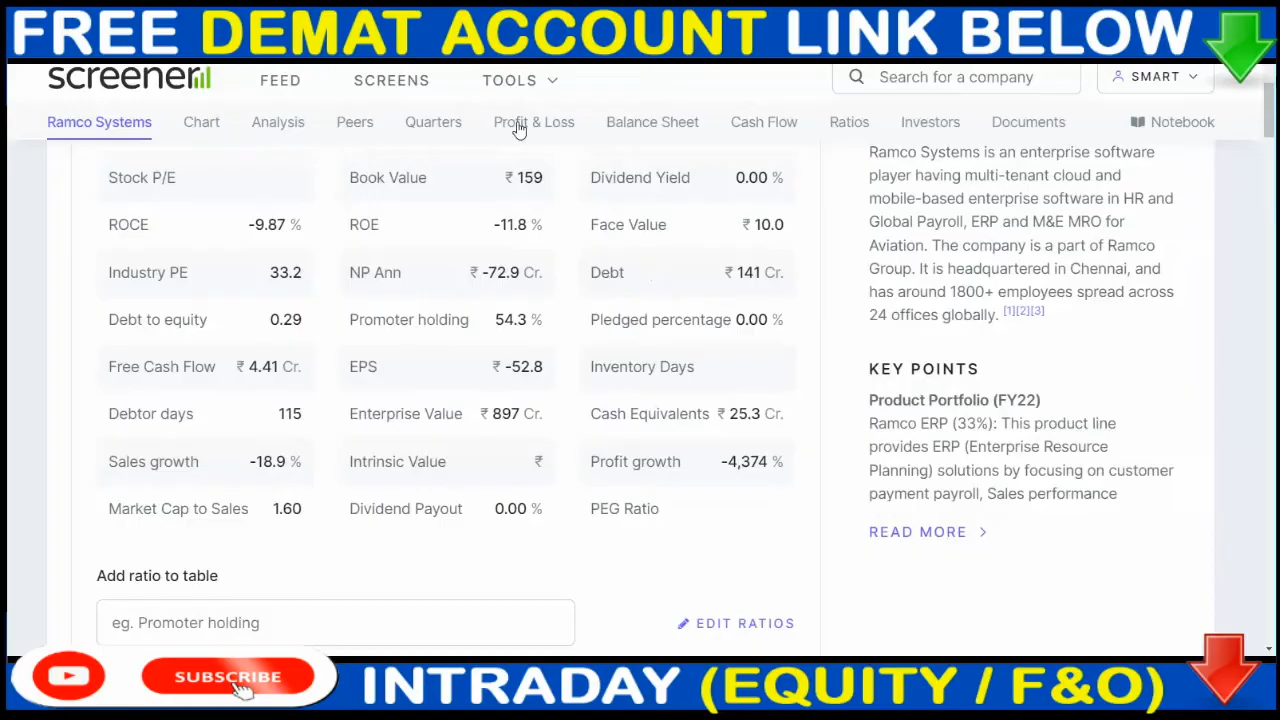 FREE DEMAT ACCOUNT LINK BELOW
screener
FEED SCREENS TOOLS
Search for a company
SMART
Ramco Systems Chart Analysis Peers Quarters Profit & Loss Balance Sheet Cash Flow Ratios Investors Documents Notebook
Stock P/E Book Value ₹ 159 Dividend Yield 0.00 %
ROCE -9.87 % ROE -11.8 % Face Value ₹ 10.0
Industry PE 33.2 NP Ann ₹ -72.9 Cr. Debt ₹ 141 Cr.
Debt to equity 0.29 Promoter holding 54.3 % Pledged percentage 0.00 %
Free Cash Flow ₹ 4.41 Cr. EPS ₹ -52.8 Inventory Days
Debtor days 115 Enterprise Value ₹ 897 Cr. Cash Equivalents ₹ 25.3 Cr.
Sales growth -18.9 % Intrinsic Value ₹ Profit growth -4,374 %
Market Cap to Sales 1.60 Dividend Payout 0.00 % PEG Ratio
Add ratio to table
eg. Promoter holding
EDIT RATIOS
Ramco Systems is an enterprise software
player having multi-tenant cloud and
mobile-based enterprise software in HR and
Global Payroll, ERP and M&E MRO for
Aviation. The company is a part of Ramco
Group. It is headquartered in Chennai, and
has around 1800+ employees spread across
24 offices globally. [1][2][3]
KEY POINTS
Product Portfolio (FY22)
Ramco ERP (33%): This product line
provides ERP (Enterprise Resource
Planning) solutions by focusing on customer
payment payroll, Sales performance
READ MORE
SUBSCRIBE
INTRADAY (EQUITY / F&O)